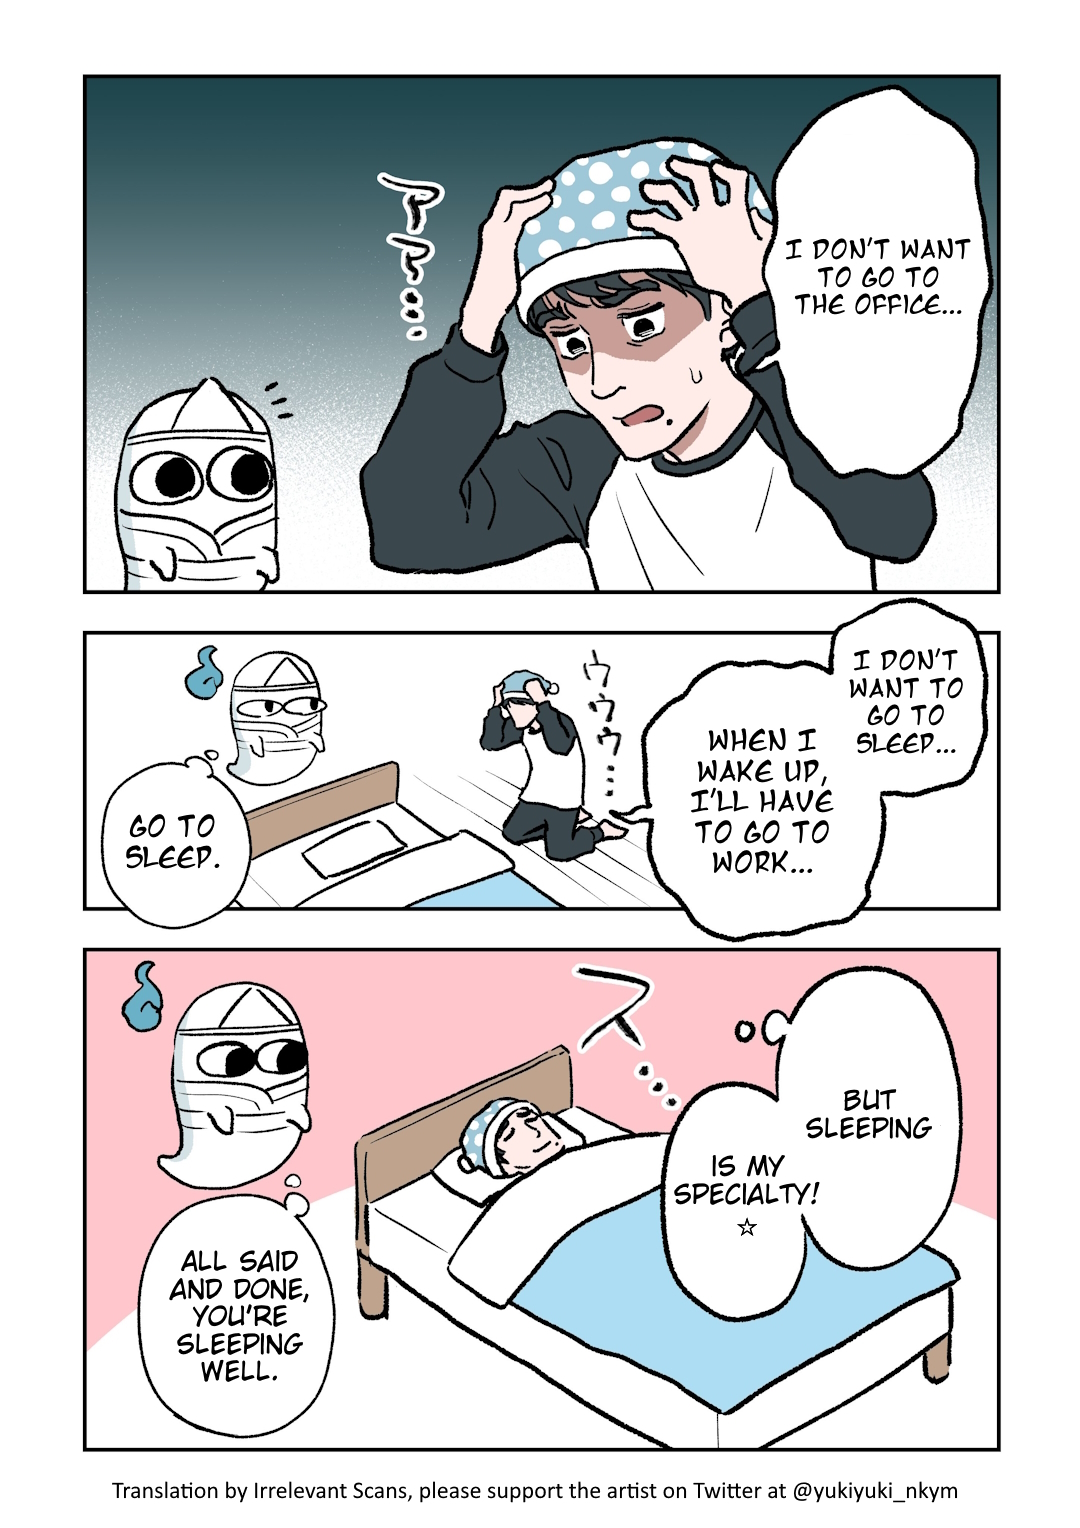 I DON'T WANT
TO GO TO
THE OFFICE...
アア...
I DON'T
WANT TO
GO TO
SLEEP...
WHEN I
WAKE UP,
I'LL HAVE
TO GO TO
WORK...
ウウウ...
GO TO
SLEEP.
BUT
SLEEPING
IS MY
SPECIALTY!
☆
ス...
ALL SAID
AND DONE,
YOU'RE
SLEEPING
WELL.
Translation by Irrelevant Scans, please support the artist on Twitter at @yukiyuki_nkym